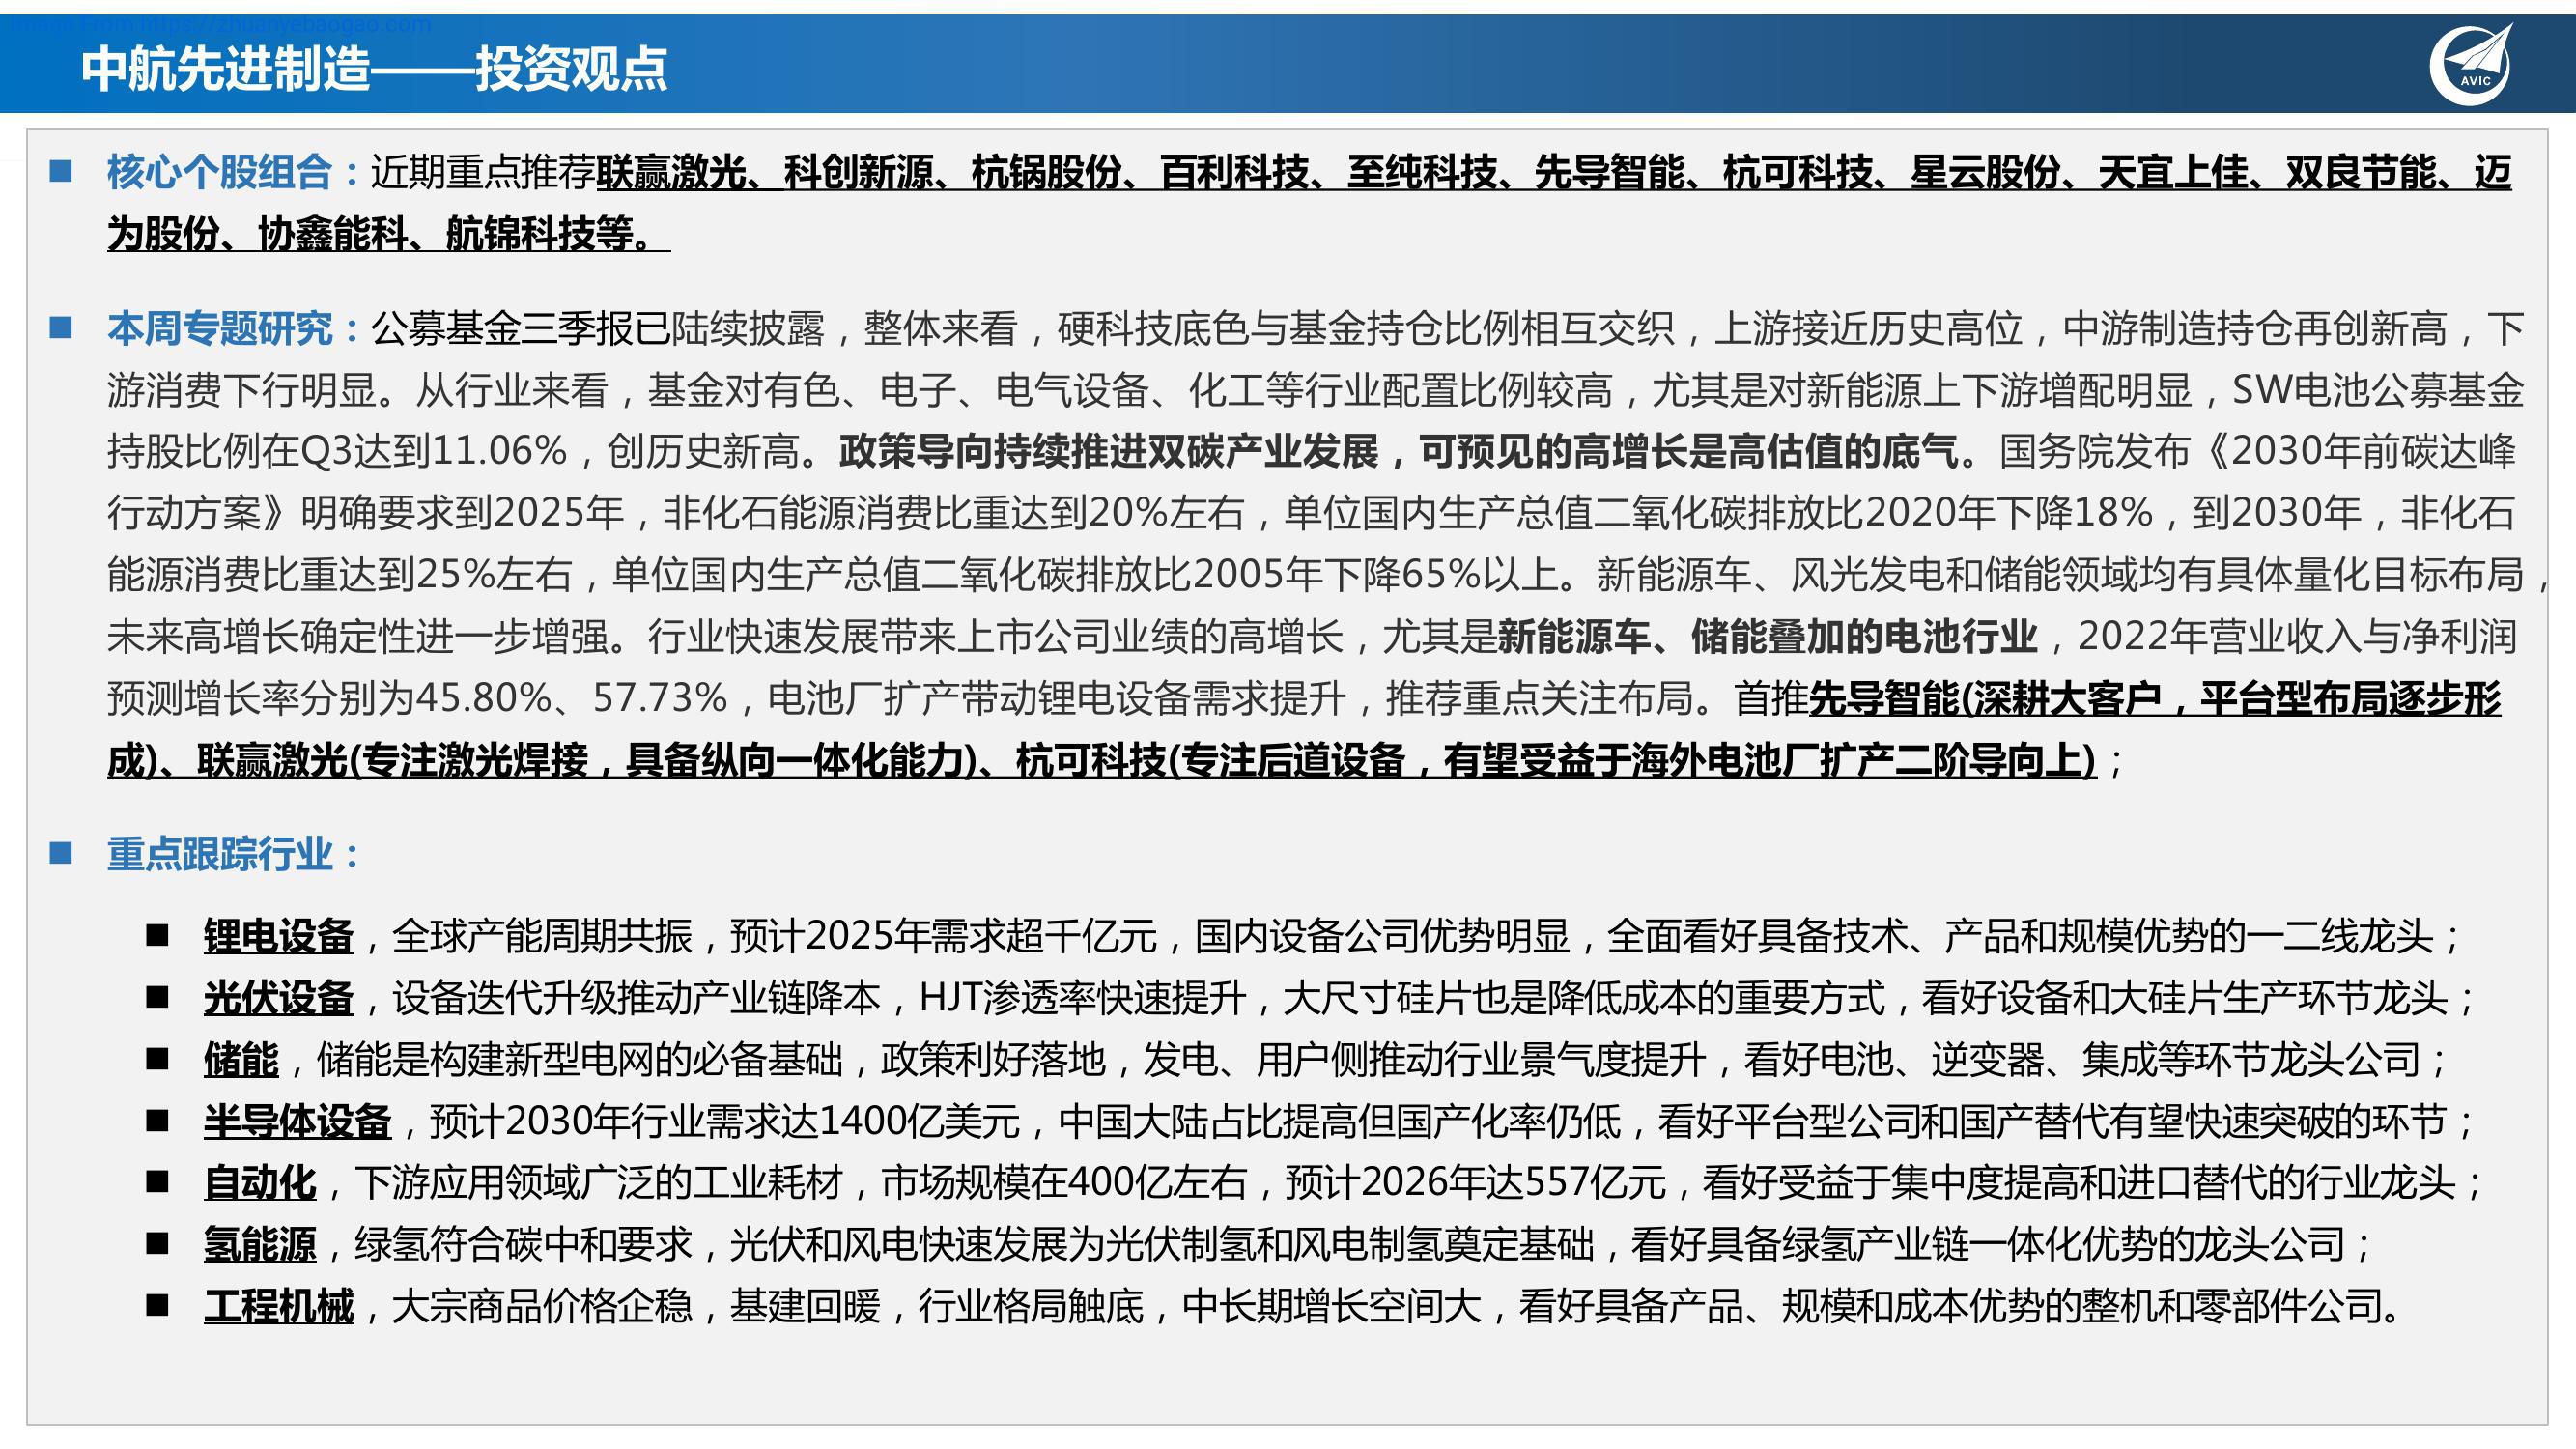 Image From https://zhuanyebaogao.com
中航先进制造——投资观点
AVIC
■ 核心个股组合：近期重点推荐联赢激光、科创新源、杭锅股份、百利科技、至纯科技、先导智能、杭可科技、星云股份、天宜上佳、双良节能、迈
为股份、协鑫能科、航锦科技等。
■ 本周专题研究：公募基金三季报已陆续披露，整体来看，硬科技底色与基金持仓比例相互交织，上游接近历史高位，中游制造持仓再创新高，下
游消费下行明显。从行业来看，基金对有色、电子、电气设备、化工等行业配置比例较高，尤其是对新能源上下游增配明显，SW电池公募基金
持股比例在Q3达到11.06%，创历史新高。政策导向持续推进双碳产业发展，可预见的高增长是高估值的底气。国务院发布《2030年前碳达峰
行动方案》明确要求到2025年，非化石能源消费比重达到20%左右，单位国内生产总值二氧化碳排放比2020年下降18%，到2030年，非化石
能源消费比重达到25%左右，单位国内生产总值二氧化碳排放比2005年下降65%以上。新能源车、风光发电和储能领域均有具体量化目标布局，
未来高增长确定性进一步增强。行业快速发展带来上市公司业绩的高增长，尤其是新能源车、储能叠加的电池行业，2022年营业收入与净利润
预测增长率分别为45.80%、57.73%，电池厂扩产带动锂电设备需求提升，推荐重点关注布局。首推先导智能(深耕大客户，平台型布局逐步形
成)、联赢激光(专注激光焊接，具备纵向一体化能力)、杭可科技(专注后道设备，有望受益于海外电池厂扩产二阶导向上)；
■ 重点跟踪行业：
■ 锂电设备，全球产能周期共振，预计2025年需求超千亿元，国内设备公司优势明显，全面看好具备技术、产品和规模优势的一二线龙头；
■ 光伏设备，设备迭代升级推动产业链降本，HJT渗透率快速提升，大尺寸硅片也是降低成本的重要方式，看好设备和大硅片生产环节龙头；
■ 储能，储能是构建新型电网的必备基础，政策利好落地，发电、用户侧推动行业景气度提升，看好电池、逆变器、集成等环节龙头公司；
■ 半导体设备，预计2030年行业需求达1400亿美元，中国大陆占比提高但国产化率仍低，看好平台型公司和国产替代有望快速突破的环节；
■ 自动化，下游应用领域广泛的工业耗材，市场规模在400亿左右，预计2026年达557亿元，看好受益于集中度提高和进口替代的行业龙头；
■ 氢能源，绿氢符合碳中和要求，光伏和风电快速发展为光伏制氢和风电制氢奠定基础，看好具备绿氢产业链一体化优势的龙头公司；
■ 工程机械，大宗商品价格企稳，基建回暖，行业格局触底，中长期增长空间大，看好具备产品、规模和成本优势的整机和零部件公司。